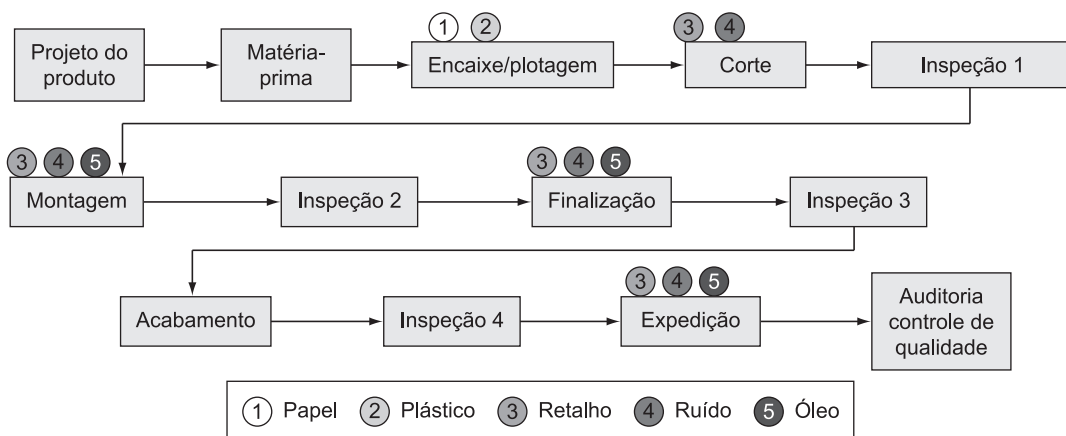 1 2
3 4
Projeto do
produto
Matéria-
prima
Encaixe/plotagem
Corte
Inspeção 1
3 4 5
3 4 5
Montagem
Inspeção 2
Finalização
Inspeção 3
3 4 5
Acabamento
Inspeção 4
Expedição
Auditoria
controle de
qualidade
1 Papel 2 Plástico 3 Retalho 4 Ruído 5 Óleo